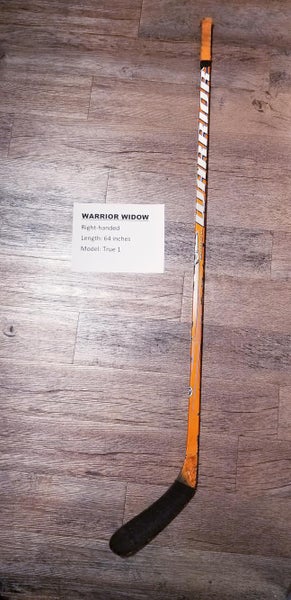 WARRIOR WIDOW
Right-handed
Length: 64 inches
Model: True 1
WARRIOR